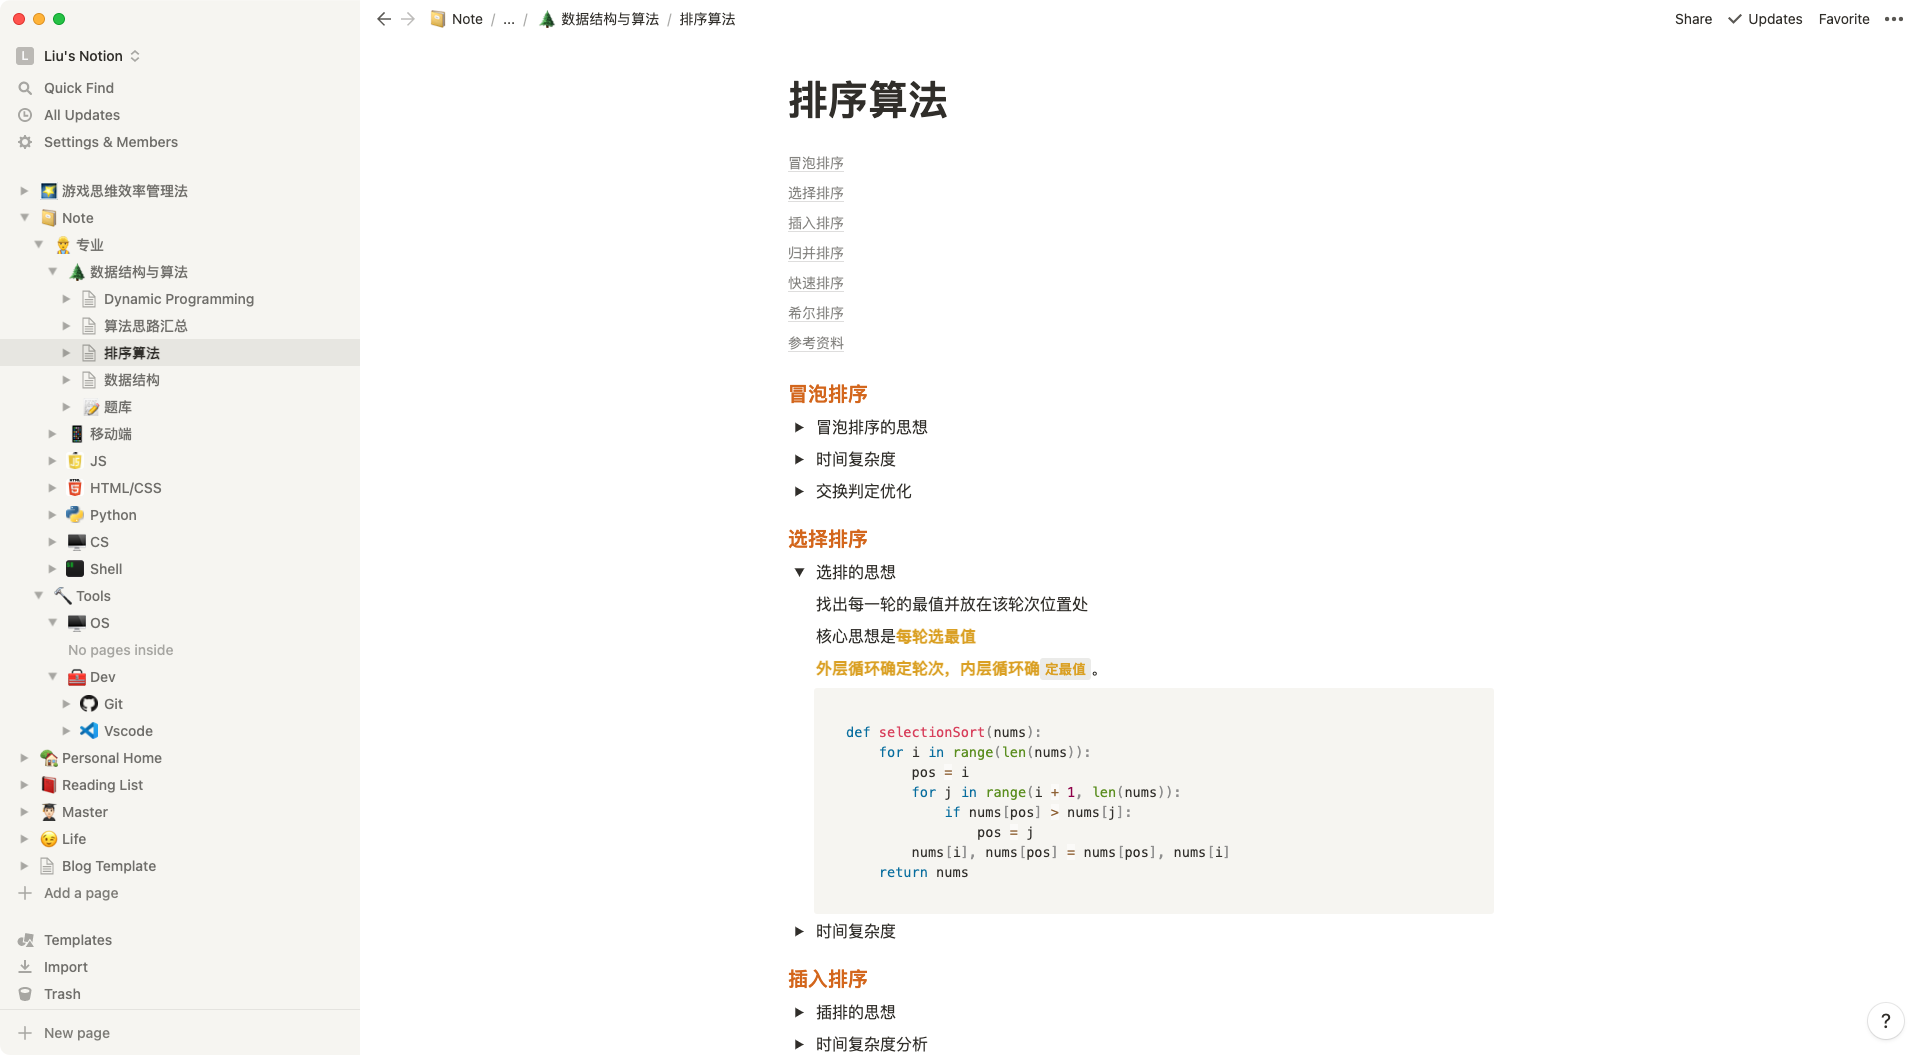 L Liu's Notion
Quick Find
All Updates
Settings & Members
游戏思维效率管理法
Note
专业
数据结构与算法
Dynamic Programming
算法思路汇总
排序算法
数据结构
题库
移动端
JS
HTML/CSS
Python
CS
Shell
Tools
OS
No pages inside
Dev
Git
Vscode
Personal Home
Reading List
Master
Life
Blog Template
Add a page
Templates
Import
Trash
New page
Note / ... / 数据结构与算法 / 排序算法
Share Updates Favorite
排序算法
冒泡排序
选择排序
插入排序
归并排序
快速排序
希尔排序
参考资料
冒泡排序
冒泡排序的思想
时间复杂度
交换判定优化
选择排序
选排的思想
找出每一轮的最值并放在该轮次位置处
核心思想是每轮选最值
外层循环确定轮次，内层循环确定最值。
def selectionSort(nums):
    for i in range(len(nums)):
        pos = i
        for j in range(i + 1, len(nums)):
            if nums[pos] > nums[j]:
                pos = j
        nums[i], nums[pos] = nums[pos], nums[i]
    return nums
时间复杂度
插入排序
插排的思想
时间复杂度分析
?